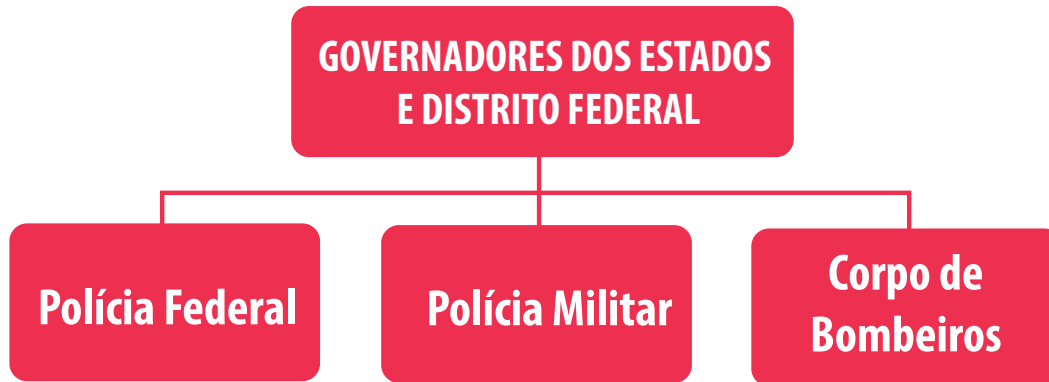 GOVERNADORES DOS ESTADOS
E DISTRITO FEDERAL
Polícia Federal
Polícia Militar
Corpo de
Bombeiros